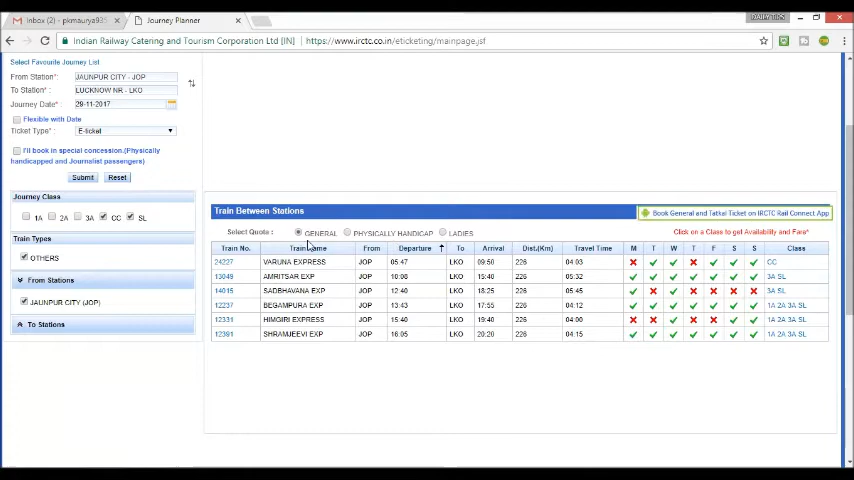 DAILY TIPS
Inbox (2) - pkmaurya935
Journey Planner
Indian Railway Catering and Tourism Corporation Ltd [IN]
https://www.irctc.co.in/eticketing/mainpage.jsf
Select Favourite Journey List
From Station* : JAUNPUR CITY - JOP
To Station* : LUCKNOW NR - LKO
Journey Date* : 29-11-2017
Flexible with Date
Ticket Type* : E-ticket
I'll book in special concession.(Physically
handicapped and Journalist passengers)
Submit Reset
Journey Class
1A 2A 3A CC SL
Train Types
OTHERS
From Stations
JAUNPUR CITY (JOP)
To Stations
Train Between Stations
Book General and Tatkal Ticket on IRCTC Rail Connect App
Select Quota : GENERAL PHYSICALLY HANDICAP LADIES
Click on a Class to get Availability and Fare*
Train No. Train Name From Departure To Arrival Dist.(Km) Travel Time M T W T F S S Class
24227 VARUNA EXPRESS JOP 05:47 LKO 09:50 226 04:03 CC
13049 AMRITSAR EXP JOP 10:08 LKO 15:40 226 05:32 3A SL
14015 SADBHAVANA EXP JOP 12:40 LKO 18:25 226 05:45 3A SL
12237 BEGAMPURA EXP JOP 13:43 LKO 17:55 226 04:12 1A 2A 3A SL
12331 HIMGIRI EXPRESS JOP 15:40 LKO 19:40 226 04:00 1A 2A 3A SL
12391 SHRAMJEEVI EXP JOP 16:05 LKO 20:20 226 04:15 1A 2A 3A SL